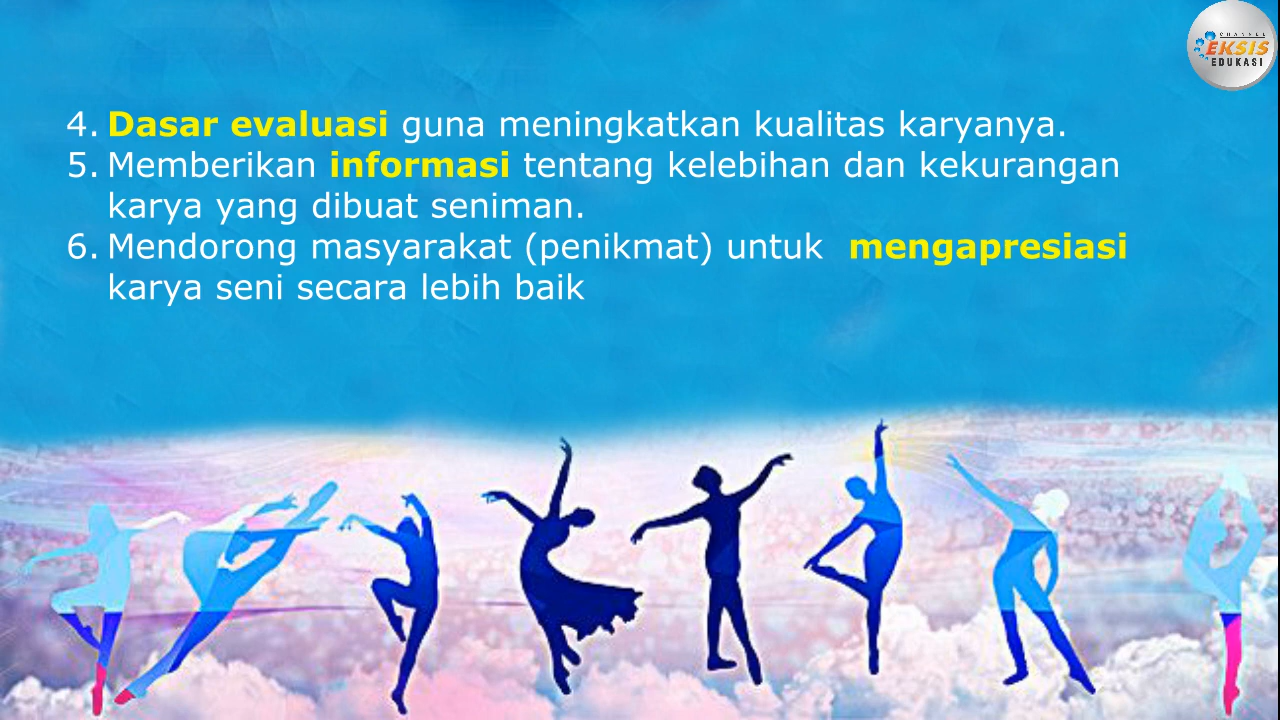 CHANNEL
EKSIS
EDUKASI
4. Dasar evaluasi guna meningkatkan kualitas karyanya.
5. Memberikan informasi tentang kelebihan dan kekurangan
karya yang dibuat seniman.
6. Mendorong masyarakat (penikmat) untuk  mengapresiasi
karya seni secara lebih baik